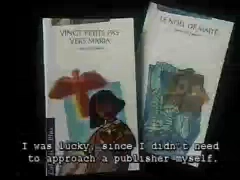 VINGT PETITS PAS
VERS MARIA
LE NOËL DE MAÏTÉ
I was lucky, since I didn't need
to approach a publisher myself.